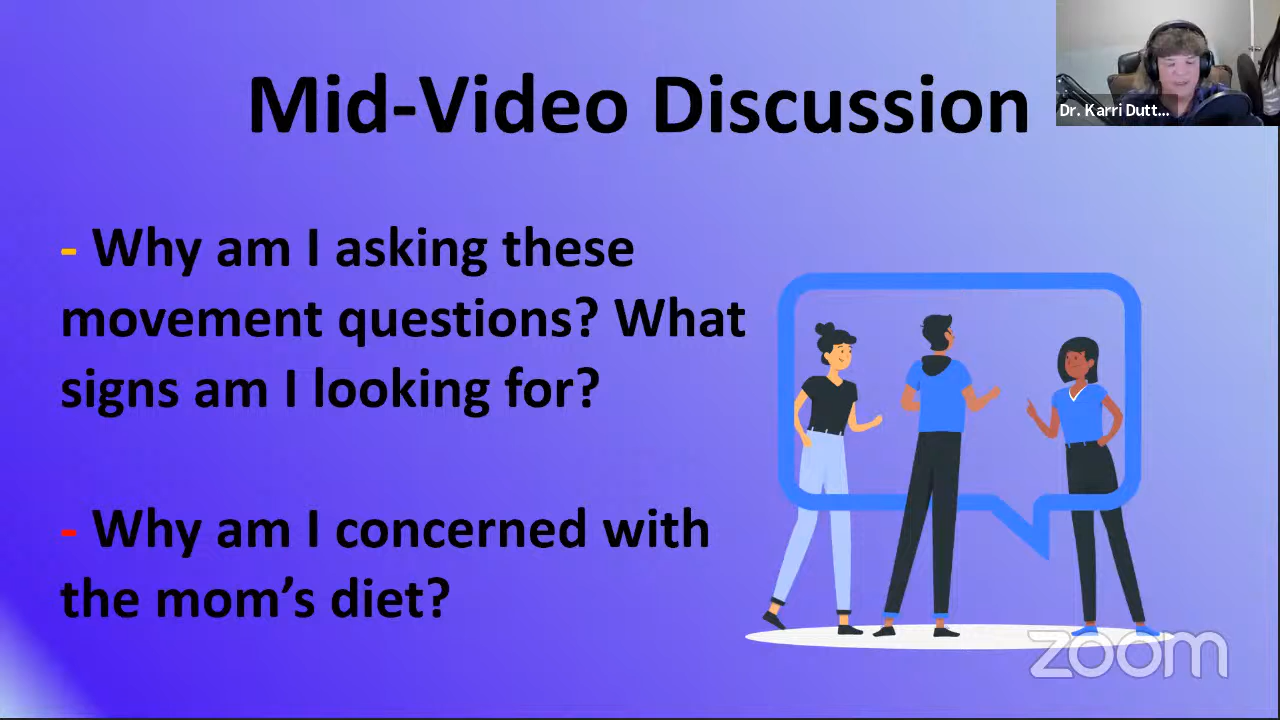 Mid-Video Discussion
Dr. Karri Dutt...
- Why am I asking these
movement questions? What
signs am I looking for?
- Why am I concerned with
the mom’s diet?
zoom